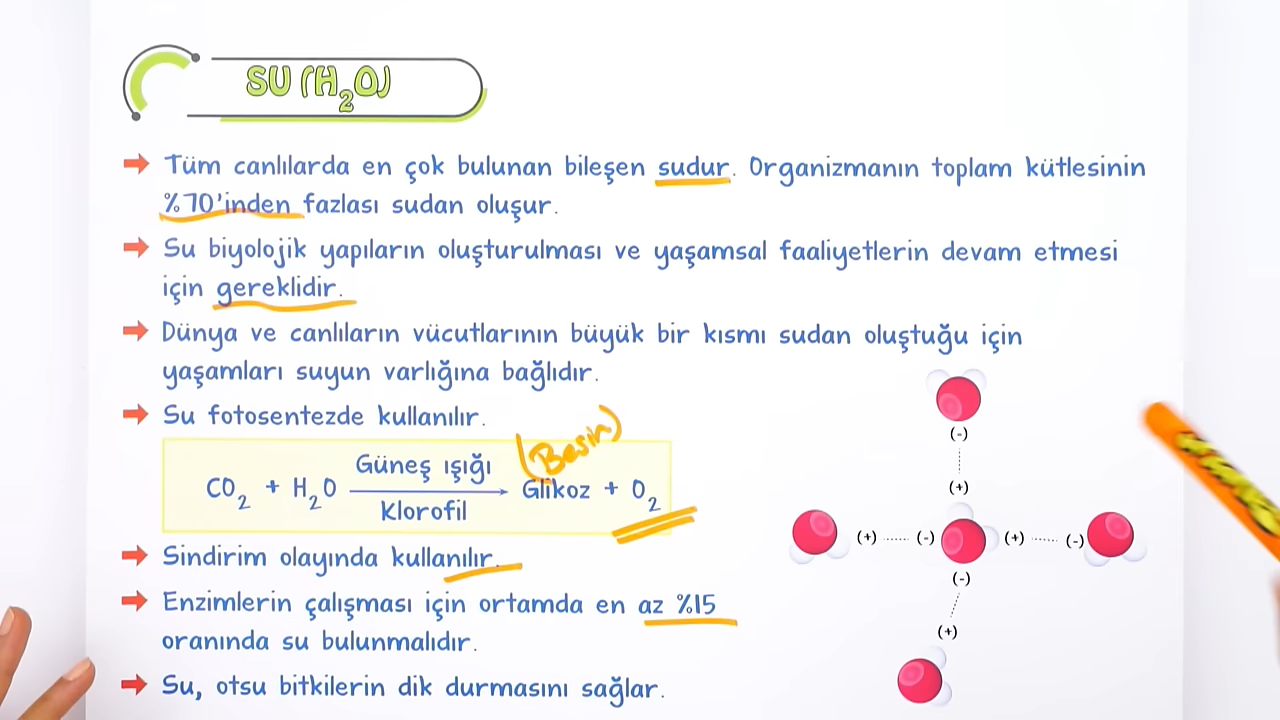 SU (H₂O)
Tüm canlılarda en çok bulunan bileşen sudur. Organizmanın toplam kütlesinin
%70'inden fazlası sudan oluşur.
Su biyolojik yapıların oluşturulması ve yaşamsal faaliyetlerin devam etmesi
için gereklidir.
Dünya ve canlıların vücutlarının büyük bir kısmı sudan oluştuğu için
yaşamları suyun varlığına bağlıdır.
Su fotosentezde kullanılır.
(Besin)
Güneş ışığı
CO₂ + H₂O Glikoz + O₂
Klorofil
Sindirim olayında kullanılır.
Enzimlerin çalışması için ortamda en az %15
oranında su bulunmalıdır.
Su, otsu bitkilerin dik durmasını sağlar.
(-)
(+)
(+) (-) (+) (-)
(-)
(+)